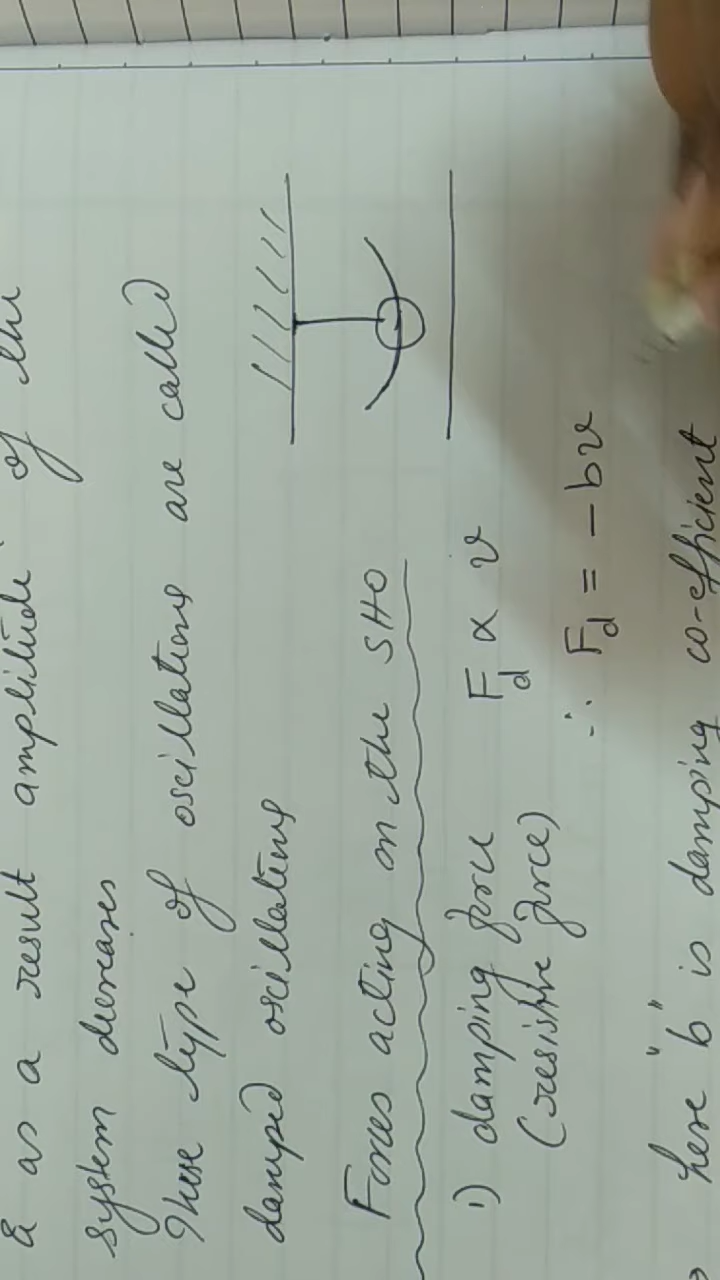 & as a result amplitude of the
system decreases
These type of oscillations are called
damped oscillations
Forces acting on the SHO
1) damping force F_d ∝ v
(resistive force)
∴ F_d = - bv
here "b" is damping co-efficient